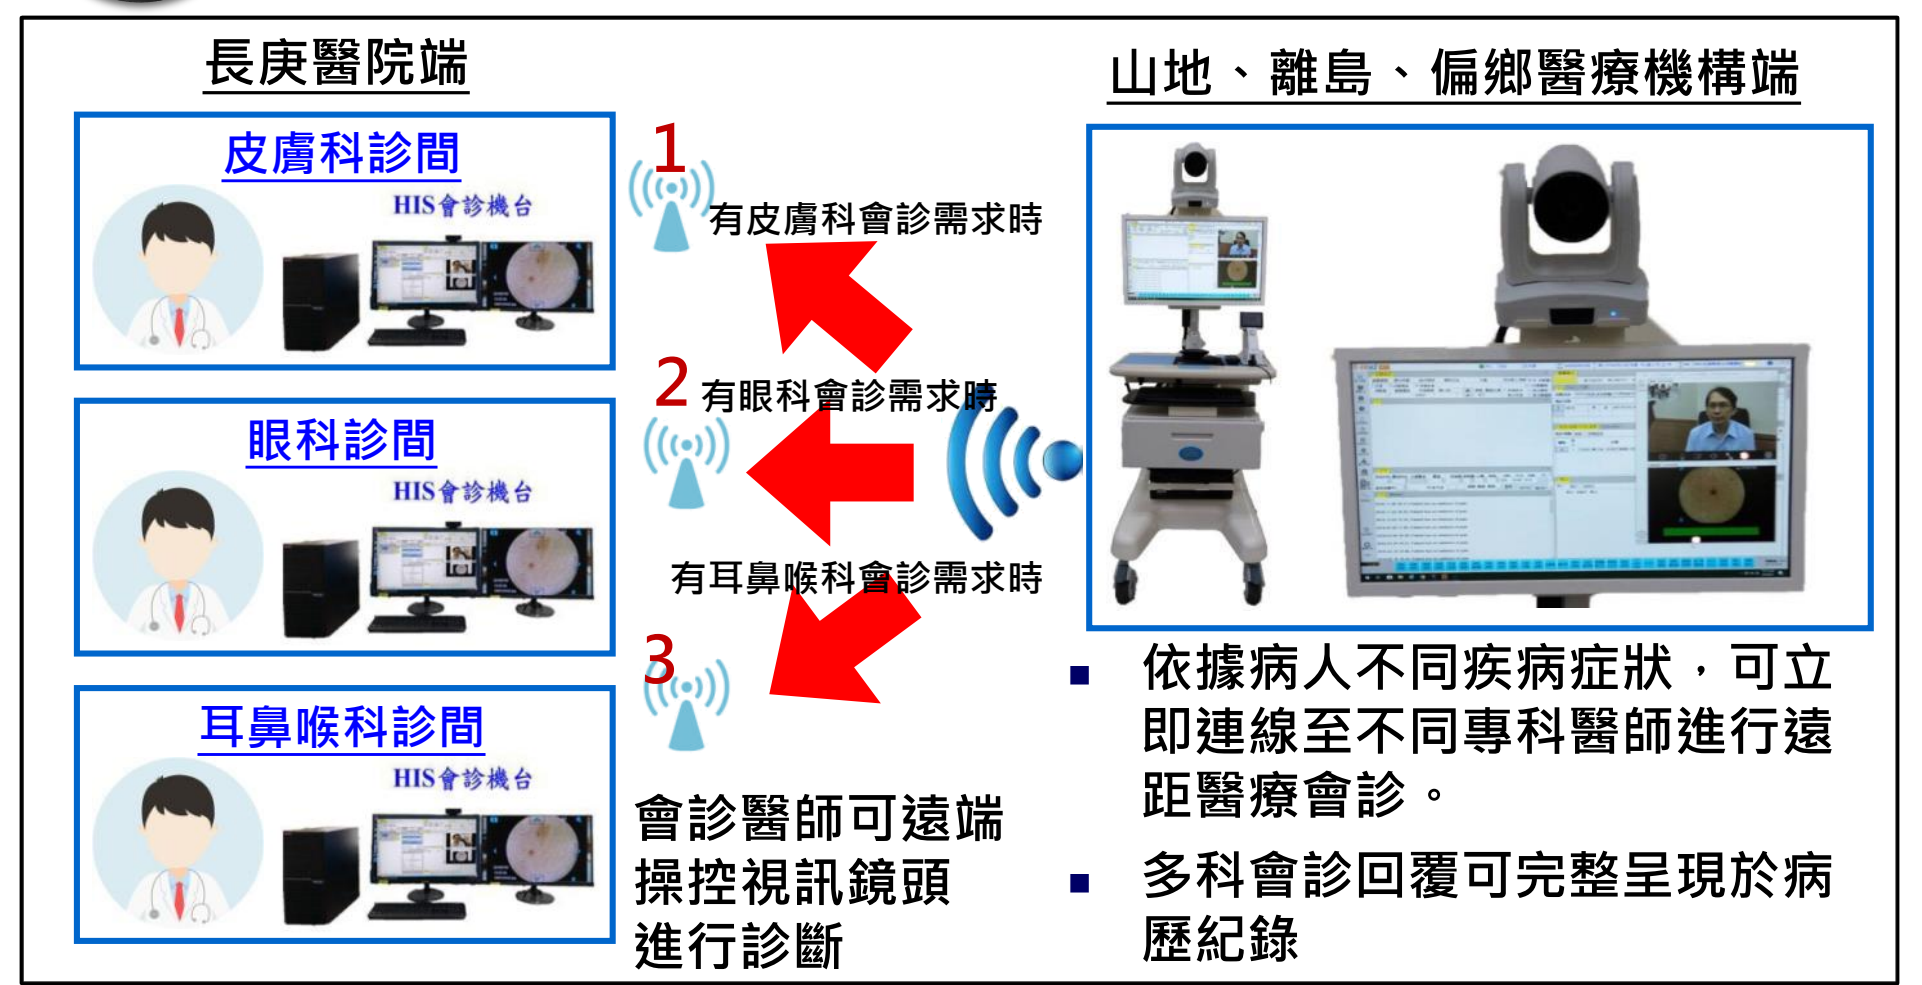 長庚醫院端
山地、離島、偏鄉醫療機構端
皮膚科診間
HIS會診機台
1
有皮膚科會診需求時
眼科診間
HIS會診機台
2
有眼科會診需求時
耳鼻喉科診間
HIS會診機台
有耳鼻喉科會診需求時
3
會診醫師可遠端
操控視訊鏡頭
進行診斷
依據病人不同疾病症狀，可立
即連線至不同專科醫師進行遠
距醫療會診。
多科會診回覆可完整呈現於病
歷紀錄